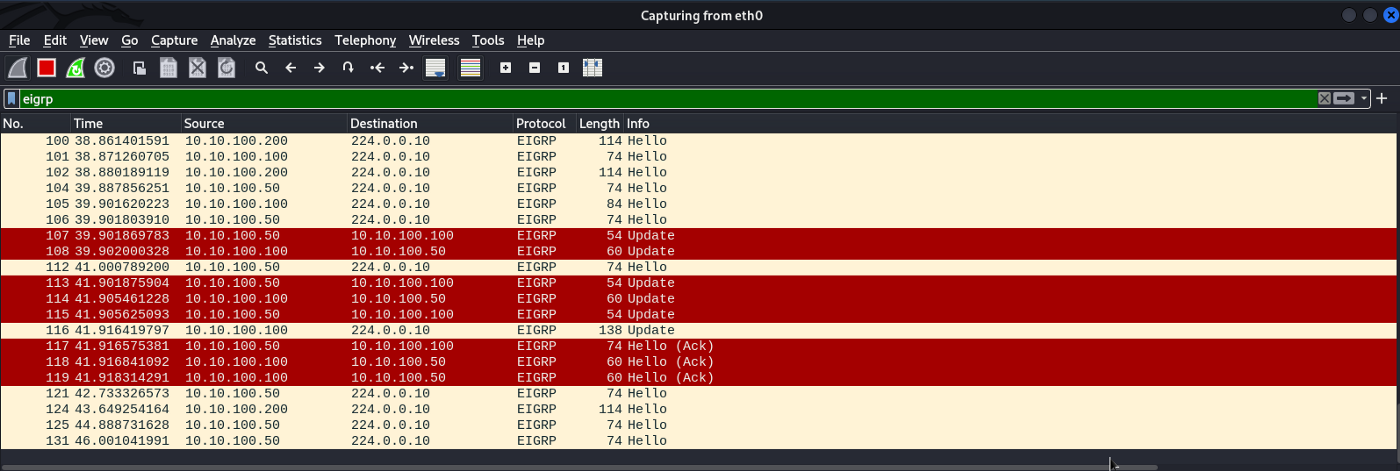 Capturing from eth0
File Edit View Go Capture Analyze Statistics Telephony Wireless Tools Help
eigrp
No. Time Source Destination Protocol Length Info
100 38.861401591 10.10.100.200 224.0.0.10 EIGRP 114 Hello
101 38.871260705 10.10.100.100 224.0.0.10 EIGRP 74 Hello
102 38.880189119 10.10.100.200 224.0.0.10 EIGRP 114 Hello
104 39.887856251 10.10.100.50 224.0.0.10 EIGRP 74 Hello
105 39.901620223 10.10.100.100 224.0.0.10 EIGRP 84 Hello
106 39.901803910 10.10.100.50 224.0.0.10 EIGRP 74 Hello
107 39.901869783 10.10.100.50 10.10.100.100 EIGRP 54 Update
108 39.902000328 10.10.100.100 10.10.100.50 EIGRP 60 Update
112 41.000789200 10.10.100.50 224.0.0.10 EIGRP 74 Hello
113 41.901875904 10.10.100.50 10.10.100.100 EIGRP 54 Update
114 41.905461228 10.10.100.100 10.10.100.50 EIGRP 60 Update
115 41.905625093 10.10.100.50 10.10.100.100 EIGRP 54 Update
116 41.916419797 10.10.100.100 224.0.0.10 EIGRP 138 Update
117 41.916575381 10.10.100.50 10.10.100.100 EIGRP 74 Hello (Ack)
118 41.916841092 10.10.100.100 10.10.100.50 EIGRP 60 Hello (Ack)
119 41.918314291 10.10.100.100 10.10.100.50 EIGRP 60 Hello (Ack)
121 42.733326573 10.10.100.50 224.0.0.10 EIGRP 74 Hello
124 43.649254164 10.10.100.200 224.0.0.10 EIGRP 114 Hello
125 44.888731628 10.10.100.50 224.0.0.10 EIGRP 74 Hello
131 46.001041991 10.10.100.50 224.0.0.10 EIGRP 74 Hello